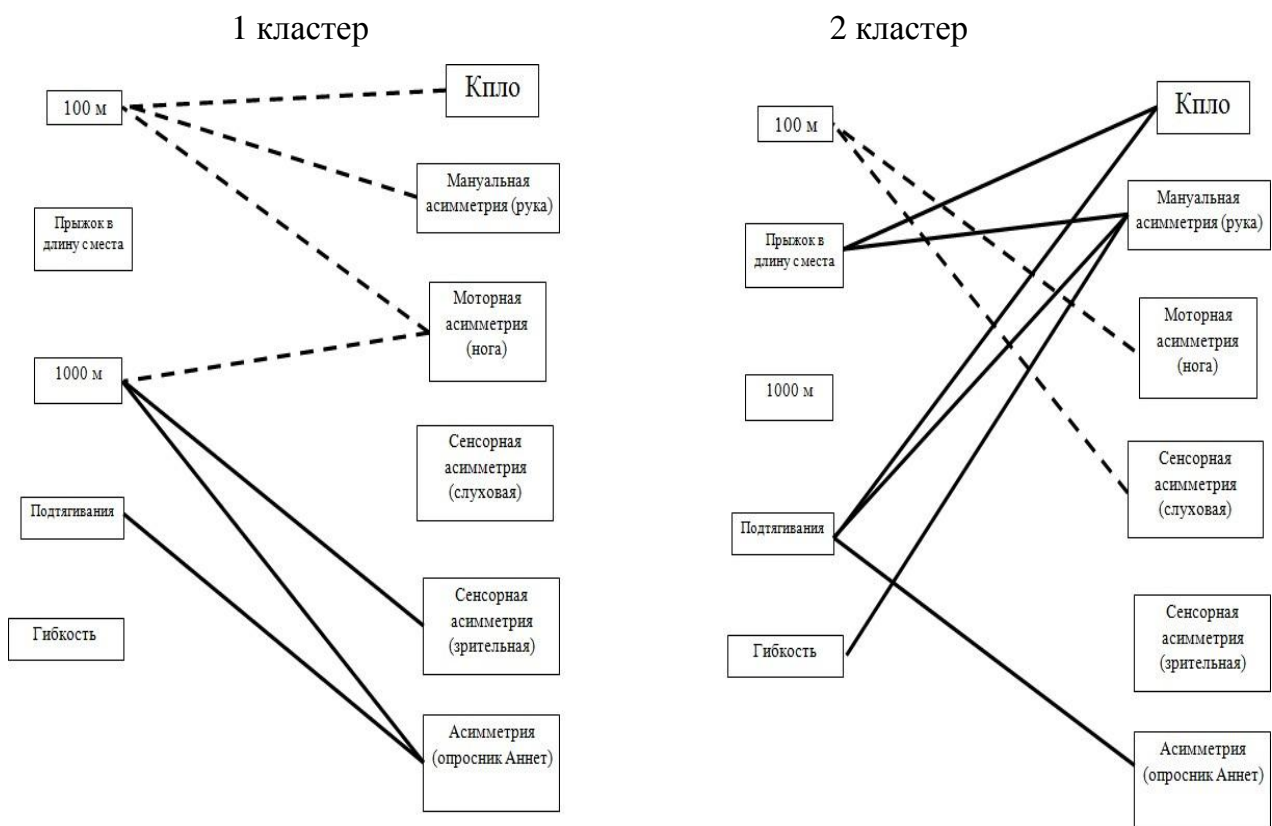 1 кластер
100 м
Кпло
Мануальная
асимметрия (рука)
Прыжок в
длину с места
Моторная
асимметрия
(нога)
1000 м
Сенсорная
асимметрия
(слуховая)
Подтягивания
Сенсорная
асимметрия
(зрительная)
Гибкость
Асимметрия
(опросник Аннет)
2 кластер
100 м
Кпло
Мануальная
асимметрия (рука)
Прыжок в
длину с места
Моторная
асимметрия
(нога)
1000 м
Сенсорная
асимметрия
(слуховая)
Подтягивания
Сенсорная
асимметрия
(зрительная)
Гибкость
Асимметрия
(опросник Аннет)